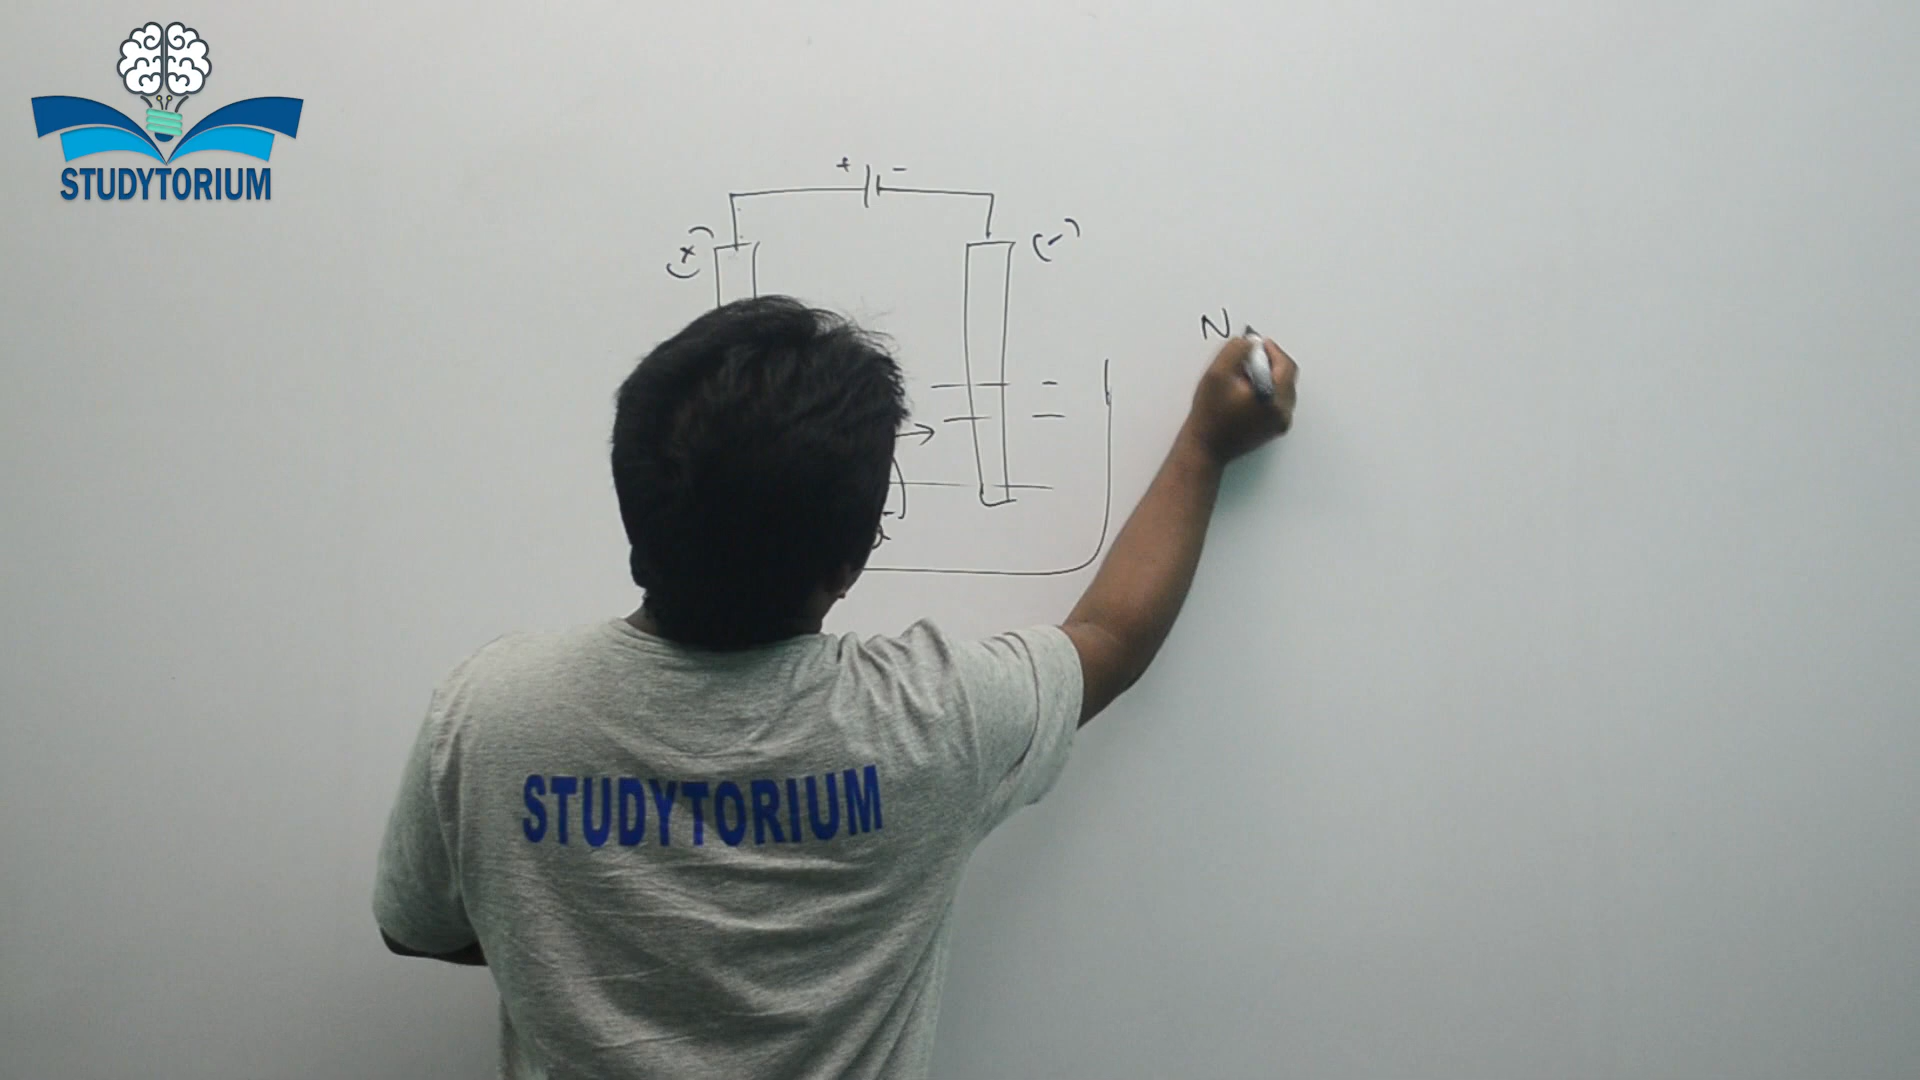 STUDYTORIUM
+ -
(+) (-)
N
STUDYTORIUM